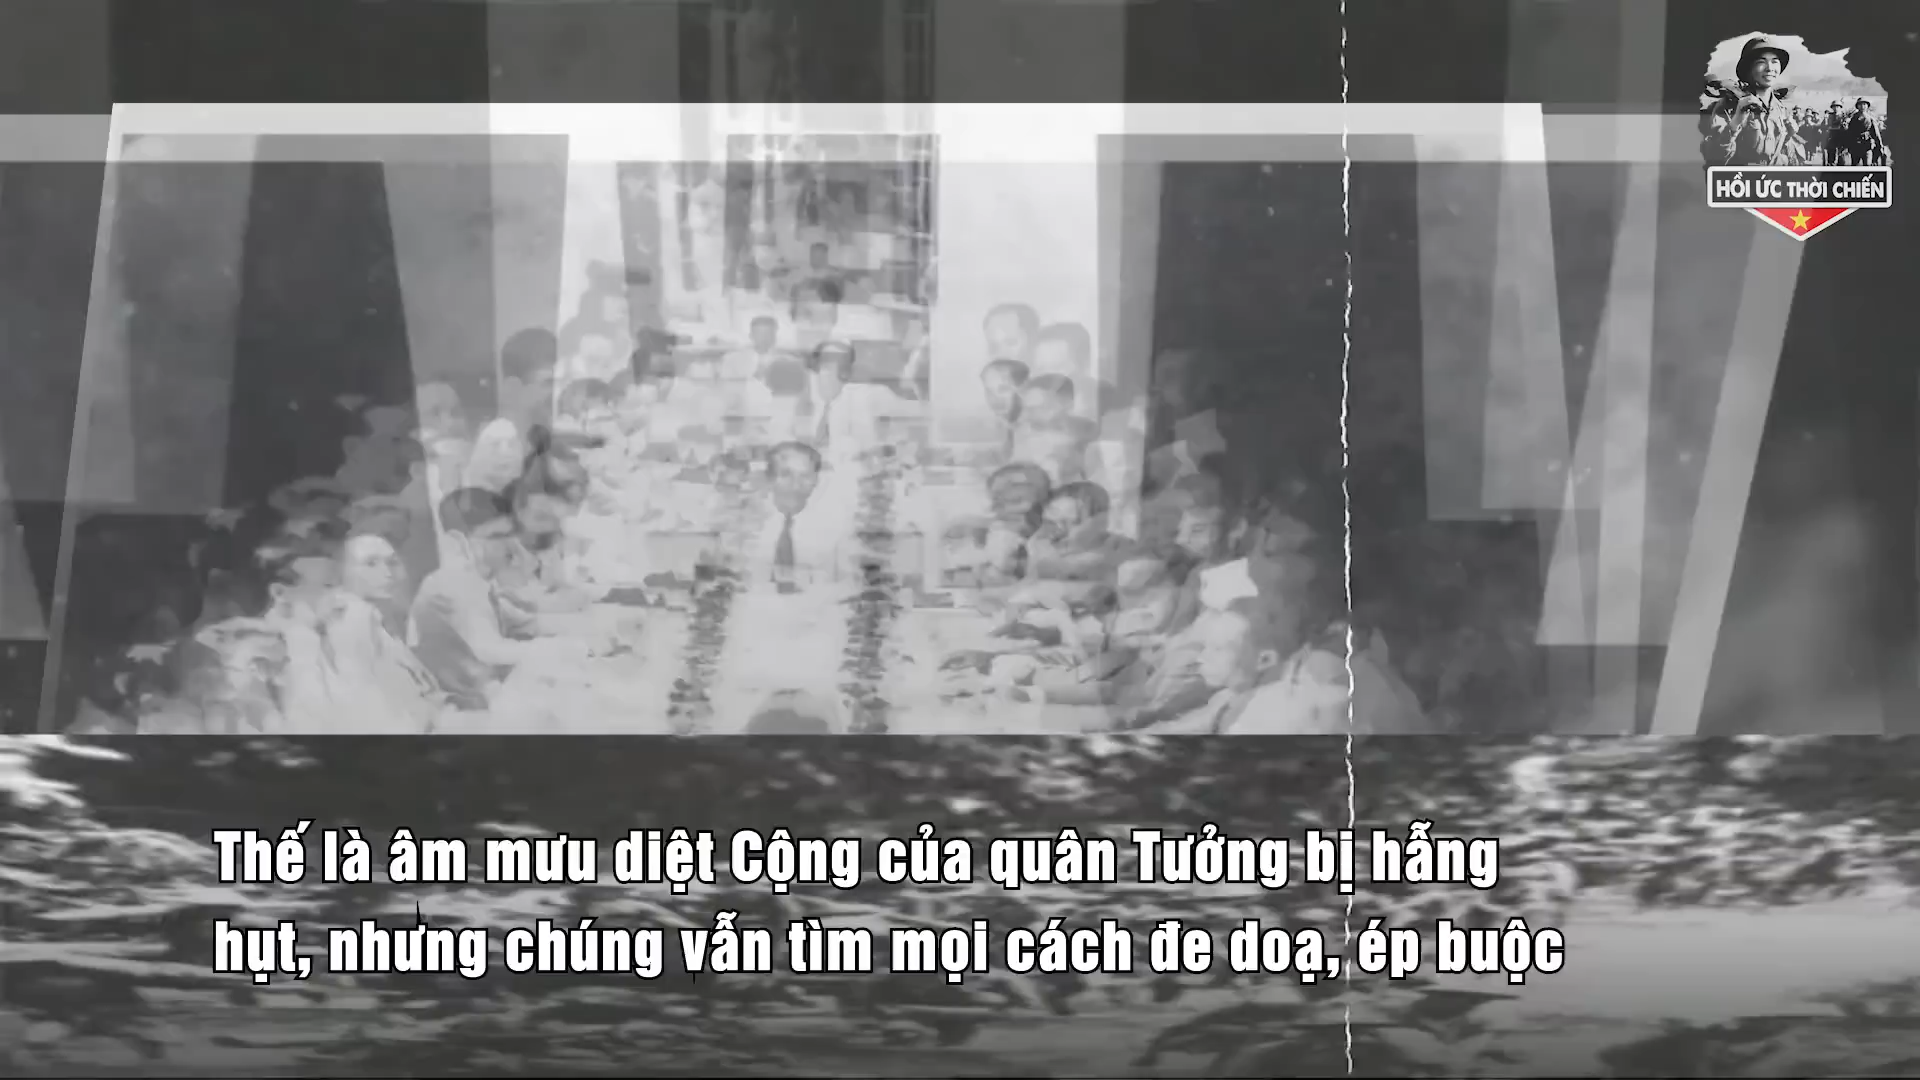 HỒI ỨC THỜI CHIẾN
Thế là âm mưu diệt Cộng của quân Tưởng bị hẫng
hụt, nhưng chúng vẫn tìm mọi cách đe doạ, ép buộc